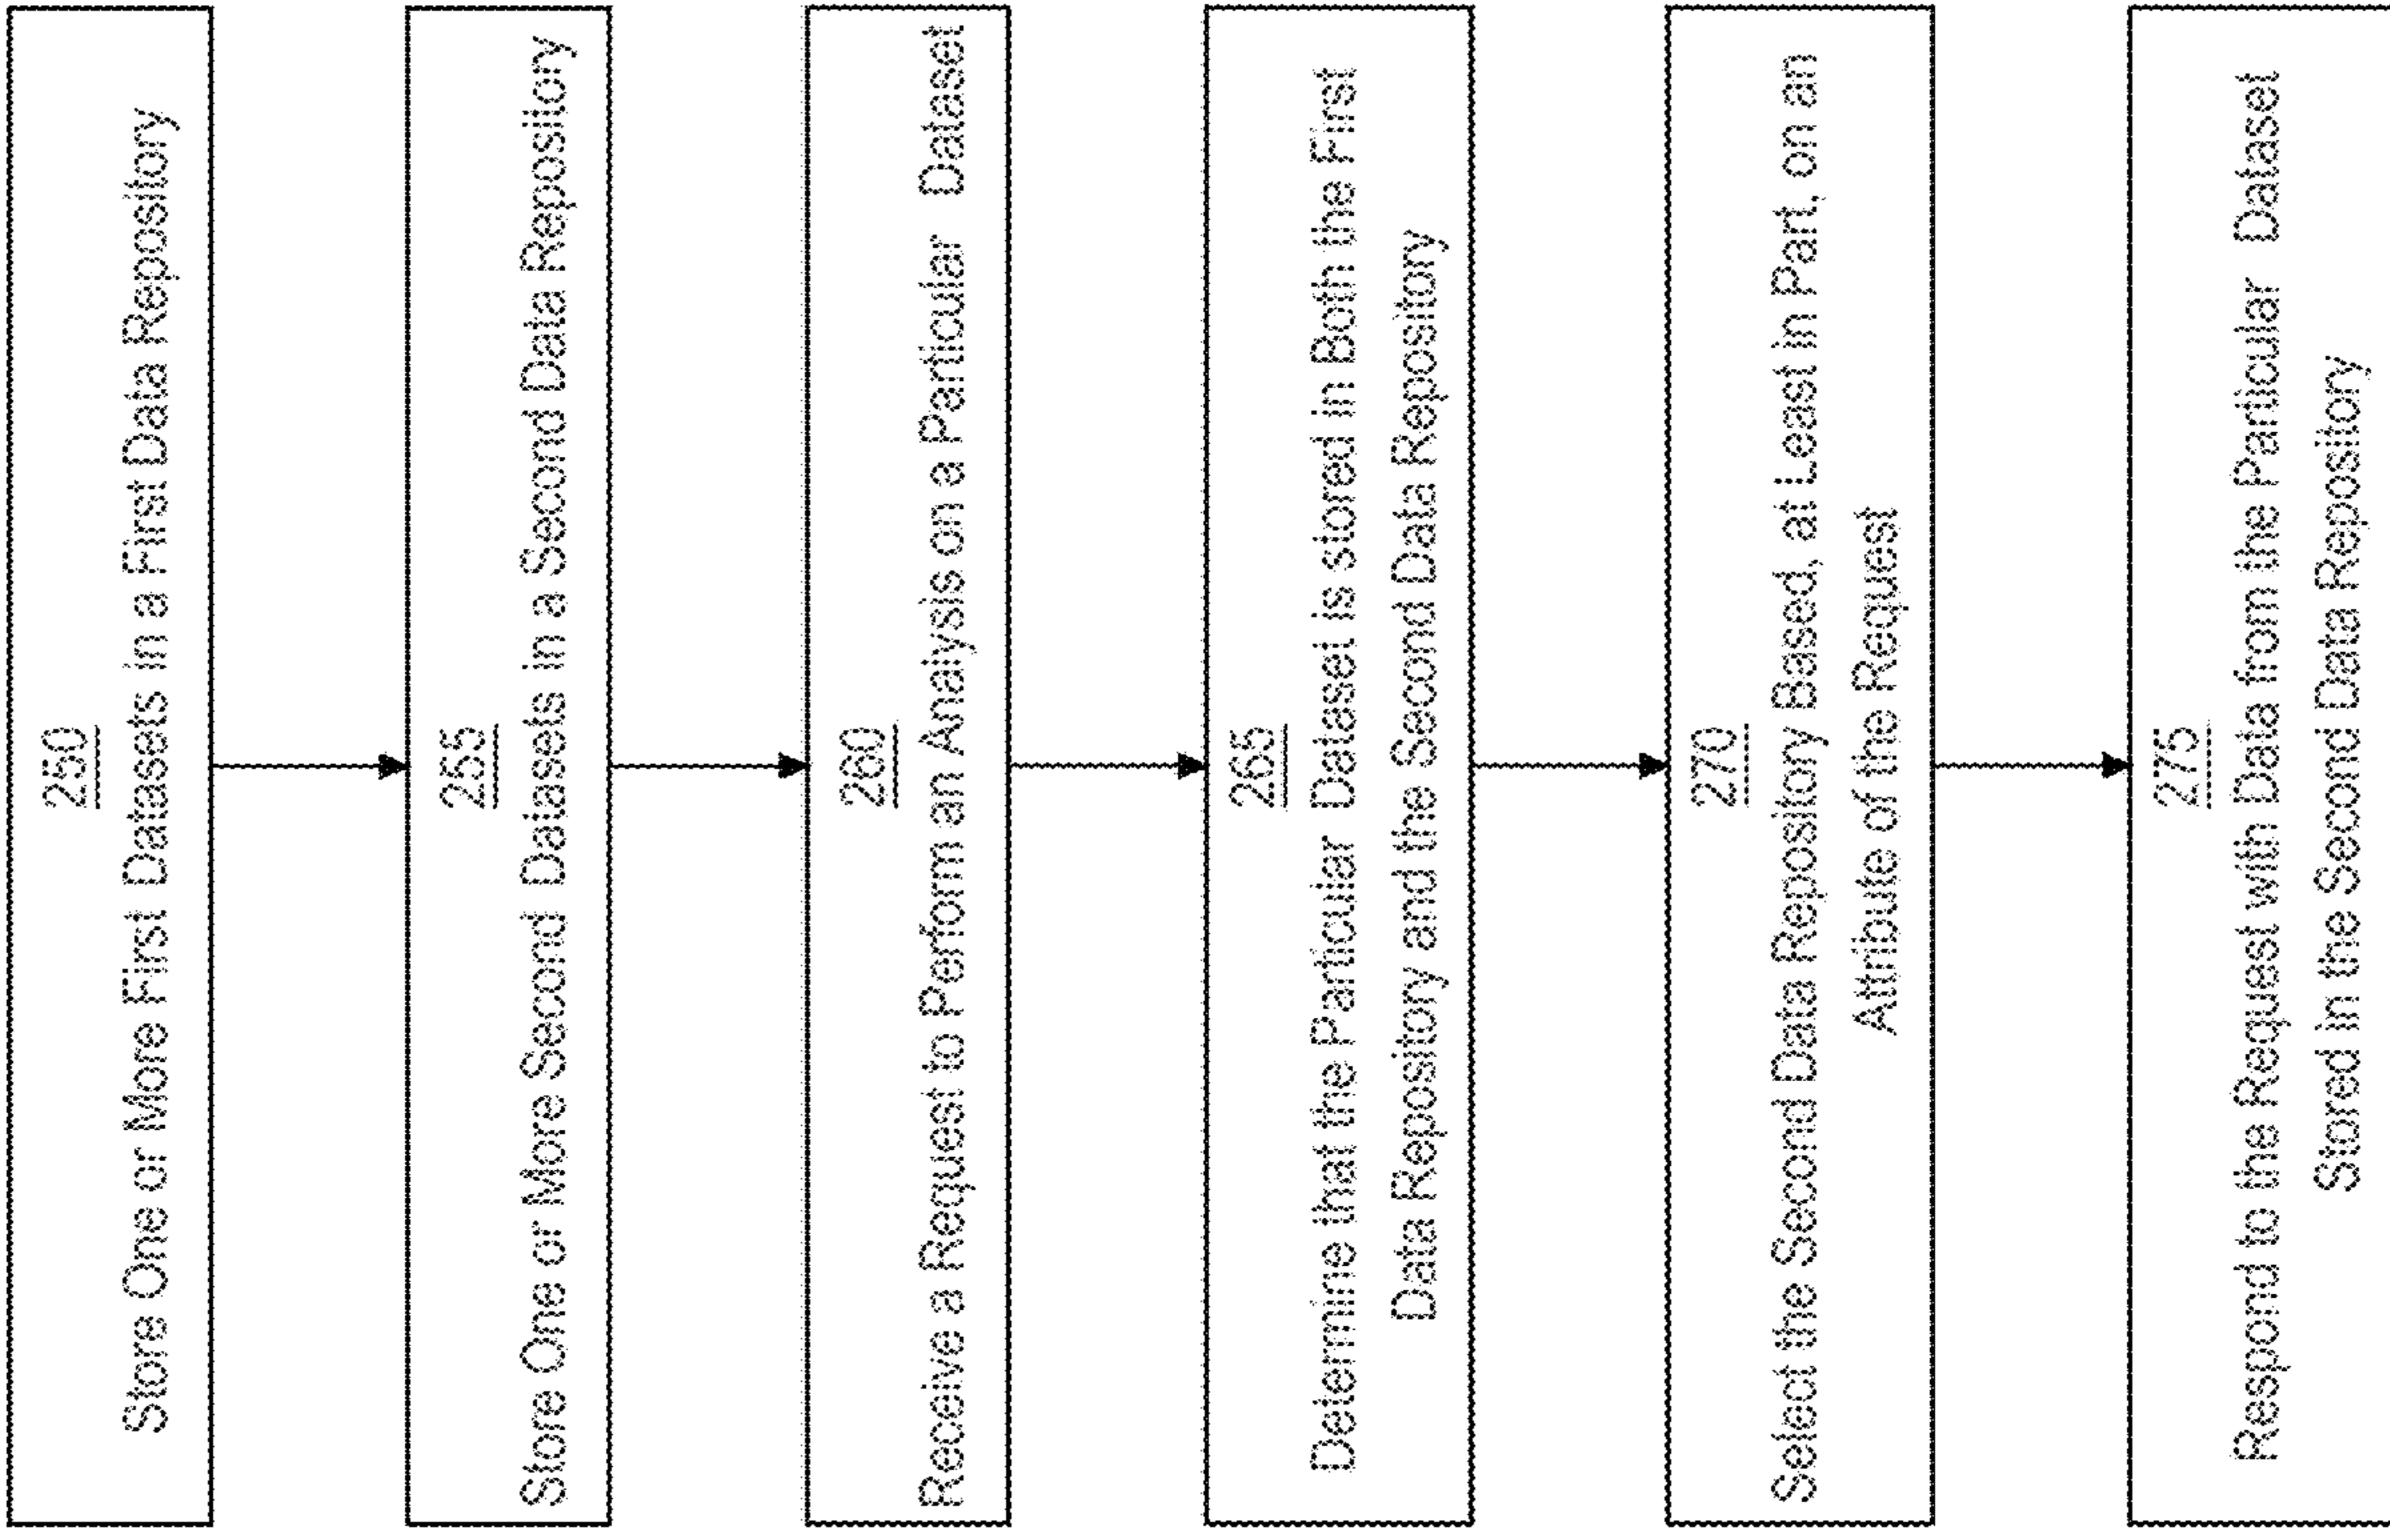 250
Store One or More First Datasets in a First Data Repository
255
Store One or More Second Datasets in a Second Data Repository
260
Receive a Request to Perform an Analysis on a Particular Dataset
265
Determine that the Particular Dataset is stored in Both the First
Data Repository and the Second Data Repository
270
Select the Second Data Repository Based, at Least in Part, on an
Attribute of the Request
275
Respond to the Request with Data from the Particular Dataset
Stored in the Second Data Repository